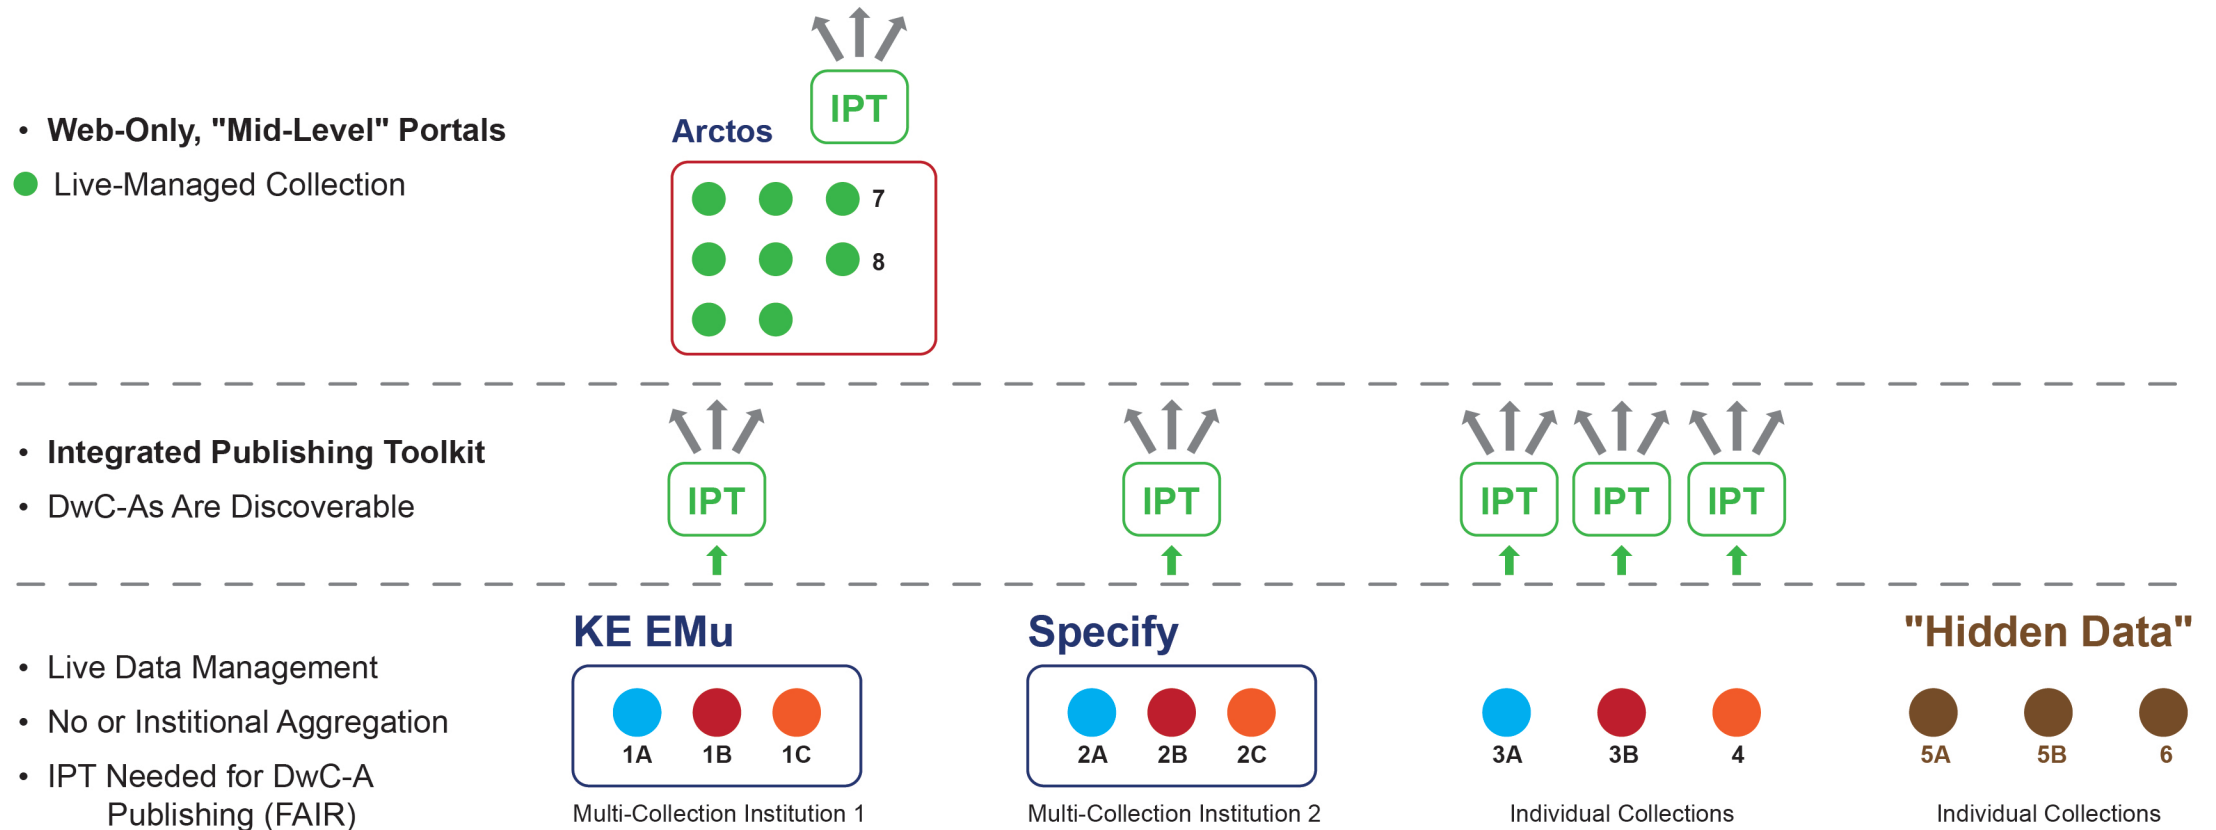 IPT
• Web-Only, "Mid-Level" Portals
Arctos
Live-Managed Collection
7
8
• Integrated Publishing Toolkit
• DwC-As Are Discoverable
IPT
IPT
IPT
IPT
IPT
KE EMu
Specify
"Hidden Data"
• Live Data Management
• No or Institional Aggregation
• IPT Needed for DwC-A
Publishing (FAIR)
1A 1B 1C
2A 2B 2C
3A 3B 4
5A 5B 6
Multi-Collection Institution 1
Multi-Collection Institution 2
Individual Collections
Individual Collections